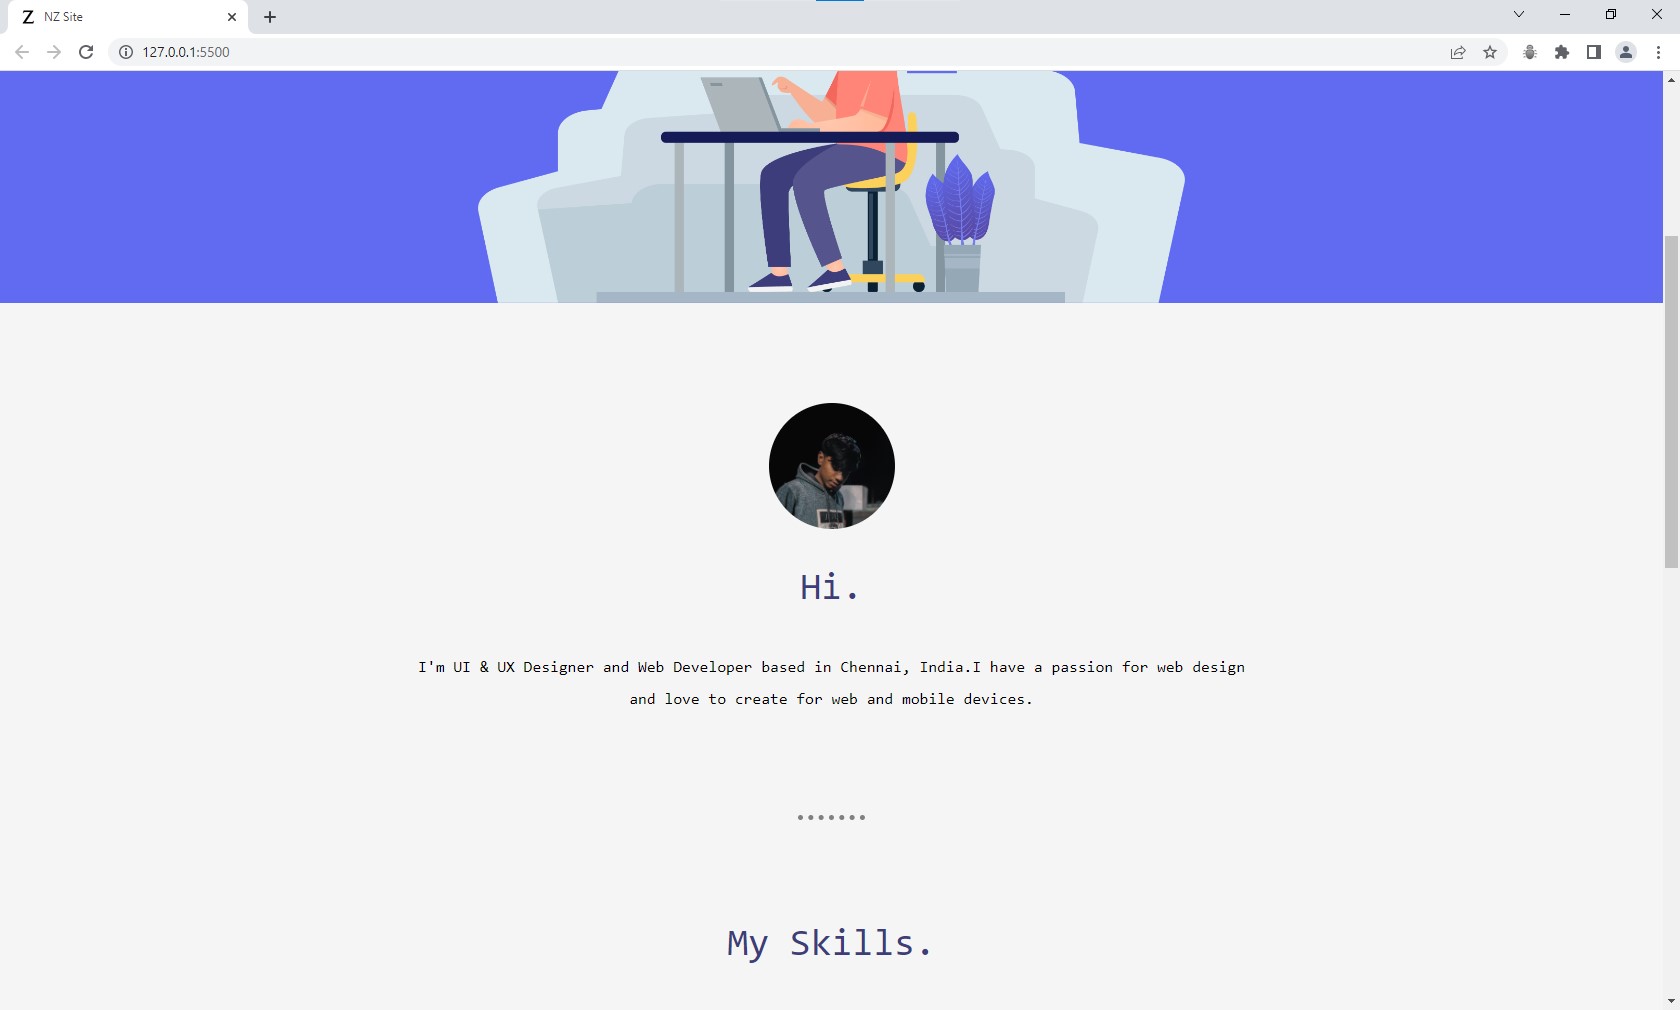 Z NZ Site
127.0.0.1:5500
Hi.
I'm UI & UX Designer and Web Developer based in Chennai, India.I have a passion for web design
and love to create for web and mobile devices.
My Skills.